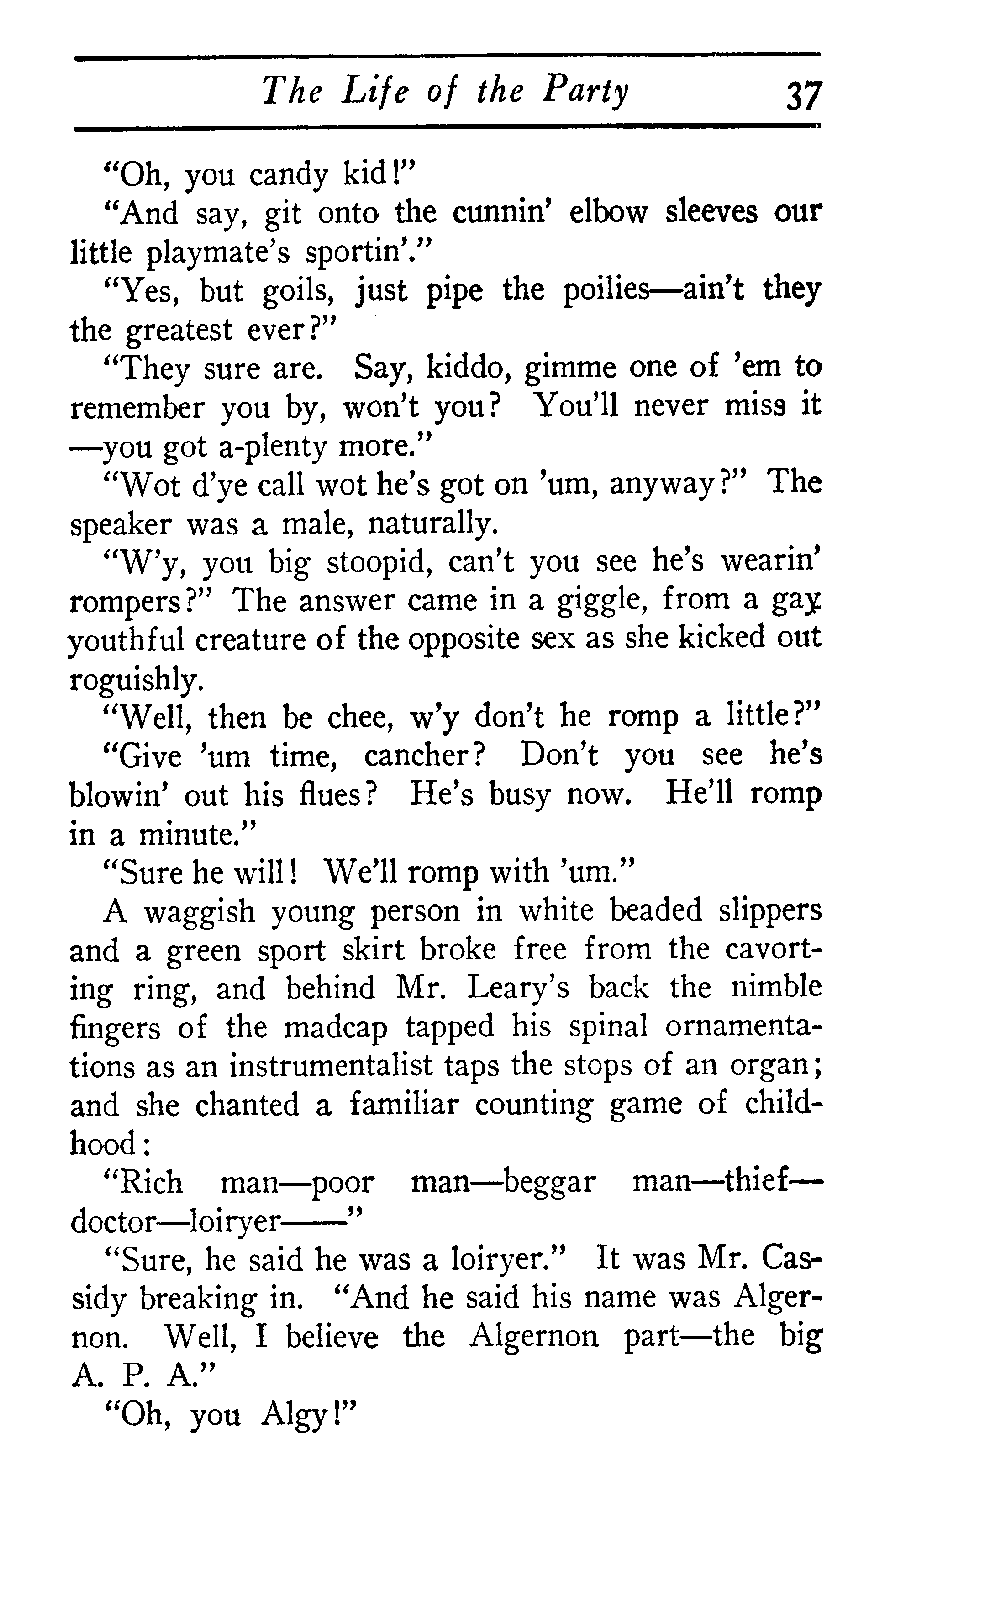 The Life of the Party 37
“Oh, you candy kid!”
“And say, git onto the cunnin’ elbow sleeves our
little playmate’s sportin’.”
“Yes, but goils, just pipe the poilies—ain’t they
the greatest ever?”
“They sure are. Say, kiddo, gimme one of ’em to
remember you by, won’t you? You’ll never miss it
—you got a-plenty more.”
“Wot d’ye call wot he’s got on ’um, anyway?” The
speaker was a male, naturally.
“W’y, you big stoopid, can’t you see he’s wearin’
rompers?” The answer came in a giggle, from a gay
youthful creature of the opposite sex as she kicked out
roguishly.
“Well, then be chee, w’y don’t he romp a little?”
“Give ’um time, cancher? Don’t you see he’s
blowin’ out his flues? He’s busy now. He’ll romp
in a minute.”
“Sure he will! We’ll romp with ’um.”
A waggish young person in white beaded slippers
and a green sport skirt broke free from the cavort-
ing ring, and behind Mr. Leary’s back the nimble
fingers of the madcap tapped his spinal ornamenta-
tions as an instrumentalist taps the stops of an organ;
and she chanted a familiar counting game of child-
hood:
“Rich man—poor man—beggar man—thief—
doctor—loiryer——”
“Sure, he said he was a loiryer.” It was Mr. Cas-
sidy breaking in. “And he said his name was Alger-
non. Well, I believe the Algernon part—the big
A. P. A.”
“Oh, you Algy!”